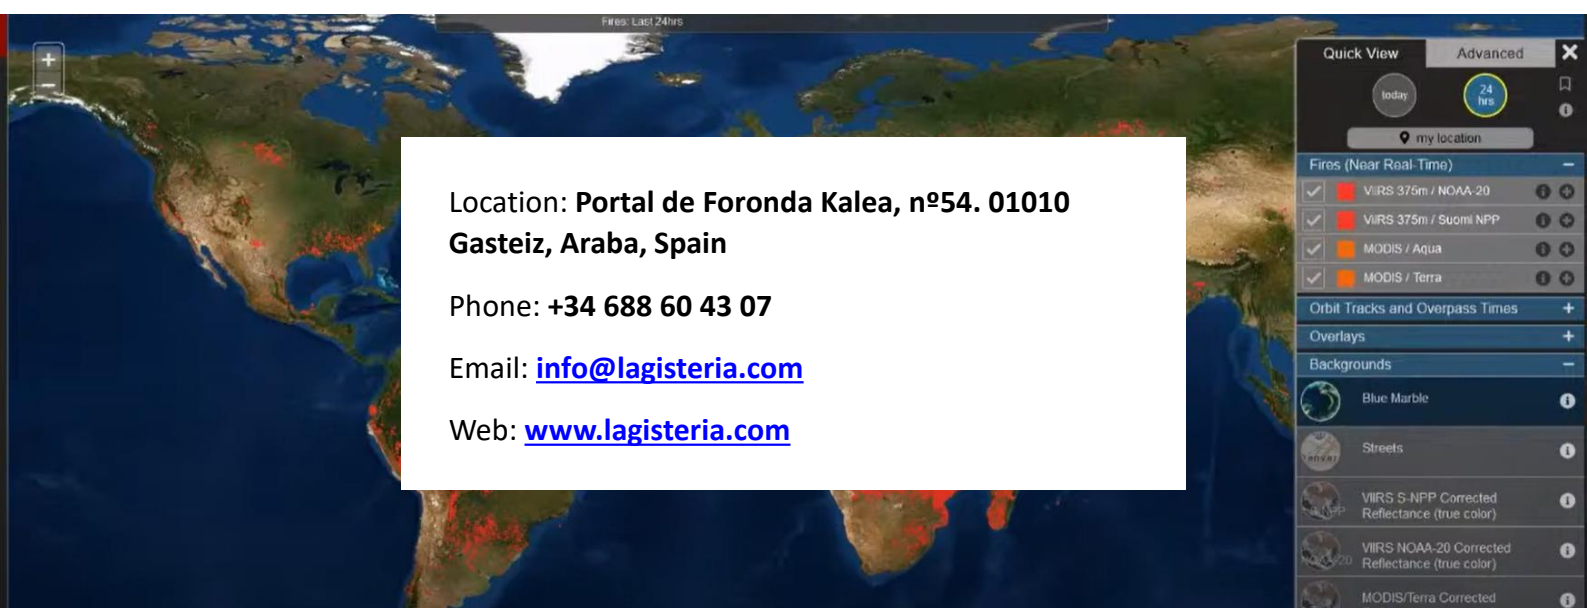 Fires: Last 24hrs
+
Quick View
Advanced
today
24
hrs
my location
Location: Portal de Foronda Kalea, nº54. 01010
Gasteiz, Araba, Spain
Phone: +34 688 60 43 07
Email: info@lagisteria.com
Web: www.lagisteria.com
Fires (Near Real-Time)
VIIRS 375m / NOAA-20
VIIRS 375m / Suomi NPP
MODIS / Aqua
MODIS / Terra
Orbit Tracks and Overpass Times
Overlays
Backgrounds
Blue Marble
Streets
VIIRS S-NPP Corrected
Reflectance (true color)
VIIRS NOAA-20 Corrected
Reflectance (true color)
MODIS/Terra Corrected